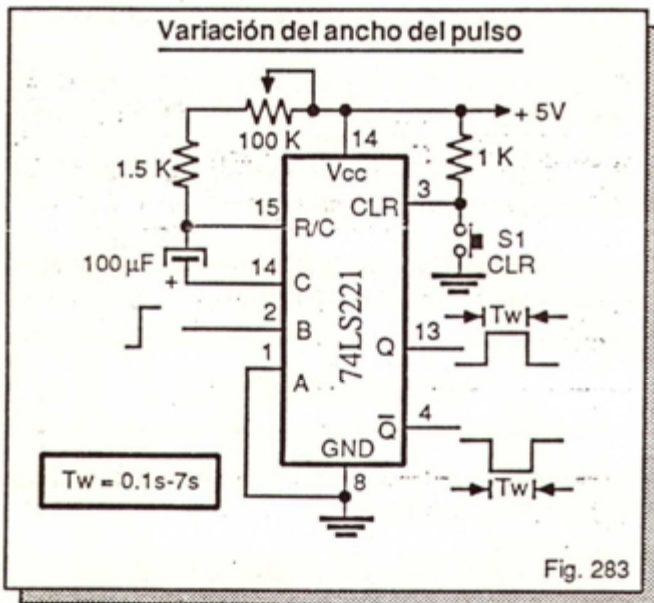 Variación del ancho del pulso
+ 5V
100 K
14
1.5 K
1 K
Vcc
3
CLR
15
R/C
S1
CLR
100 µF
+
14
C
2
B
74LS221
Tw
13
Q
1
A
4
Q̅
GND
8
Tw
Tw = 0.1s-7s
Fig. 283